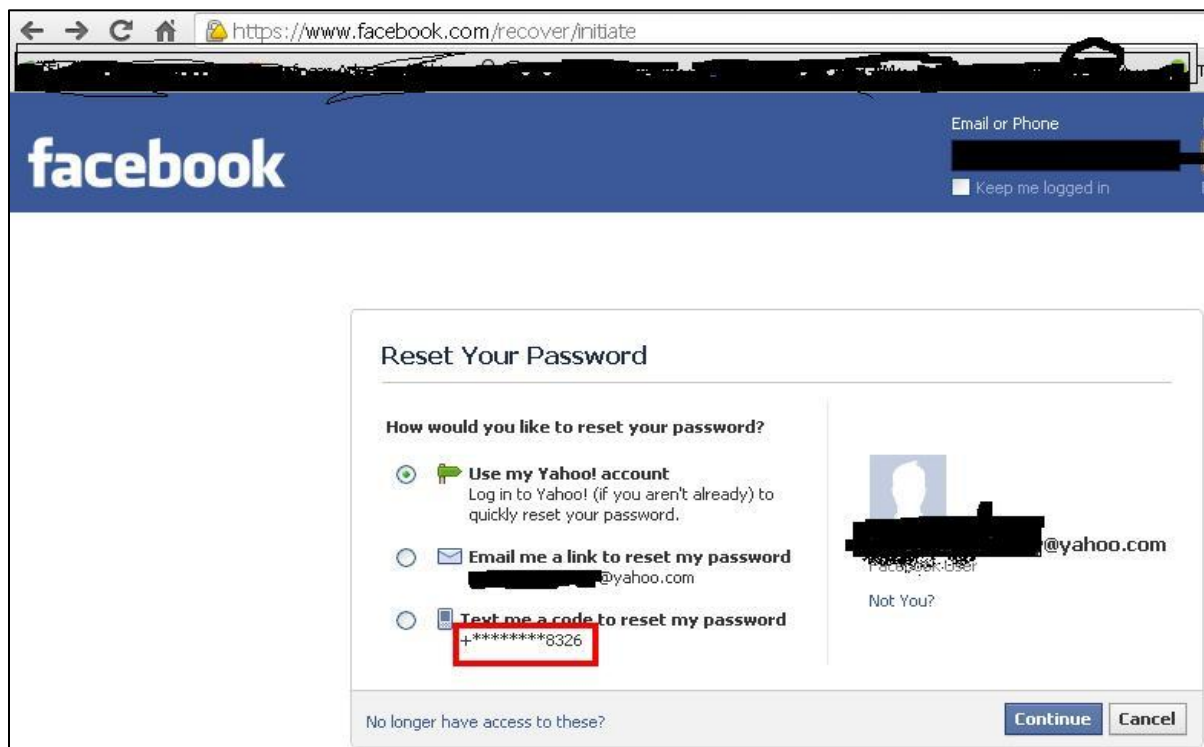 https://www.facebook.com/recover/initiate
facebook
Email or Phone
Keep me logged in
Reset Your Password
How would you like to reset your password?
Use my Yahoo! account
Log in to Yahoo! (if you aren't already) to
quickly reset your password.
Email me a link to reset my password
@yahoo.com
Text me a code to reset my password
+********8326
@yahoo.com
Facebook User
Not You?
No longer have access to these?
Continue
Cancel